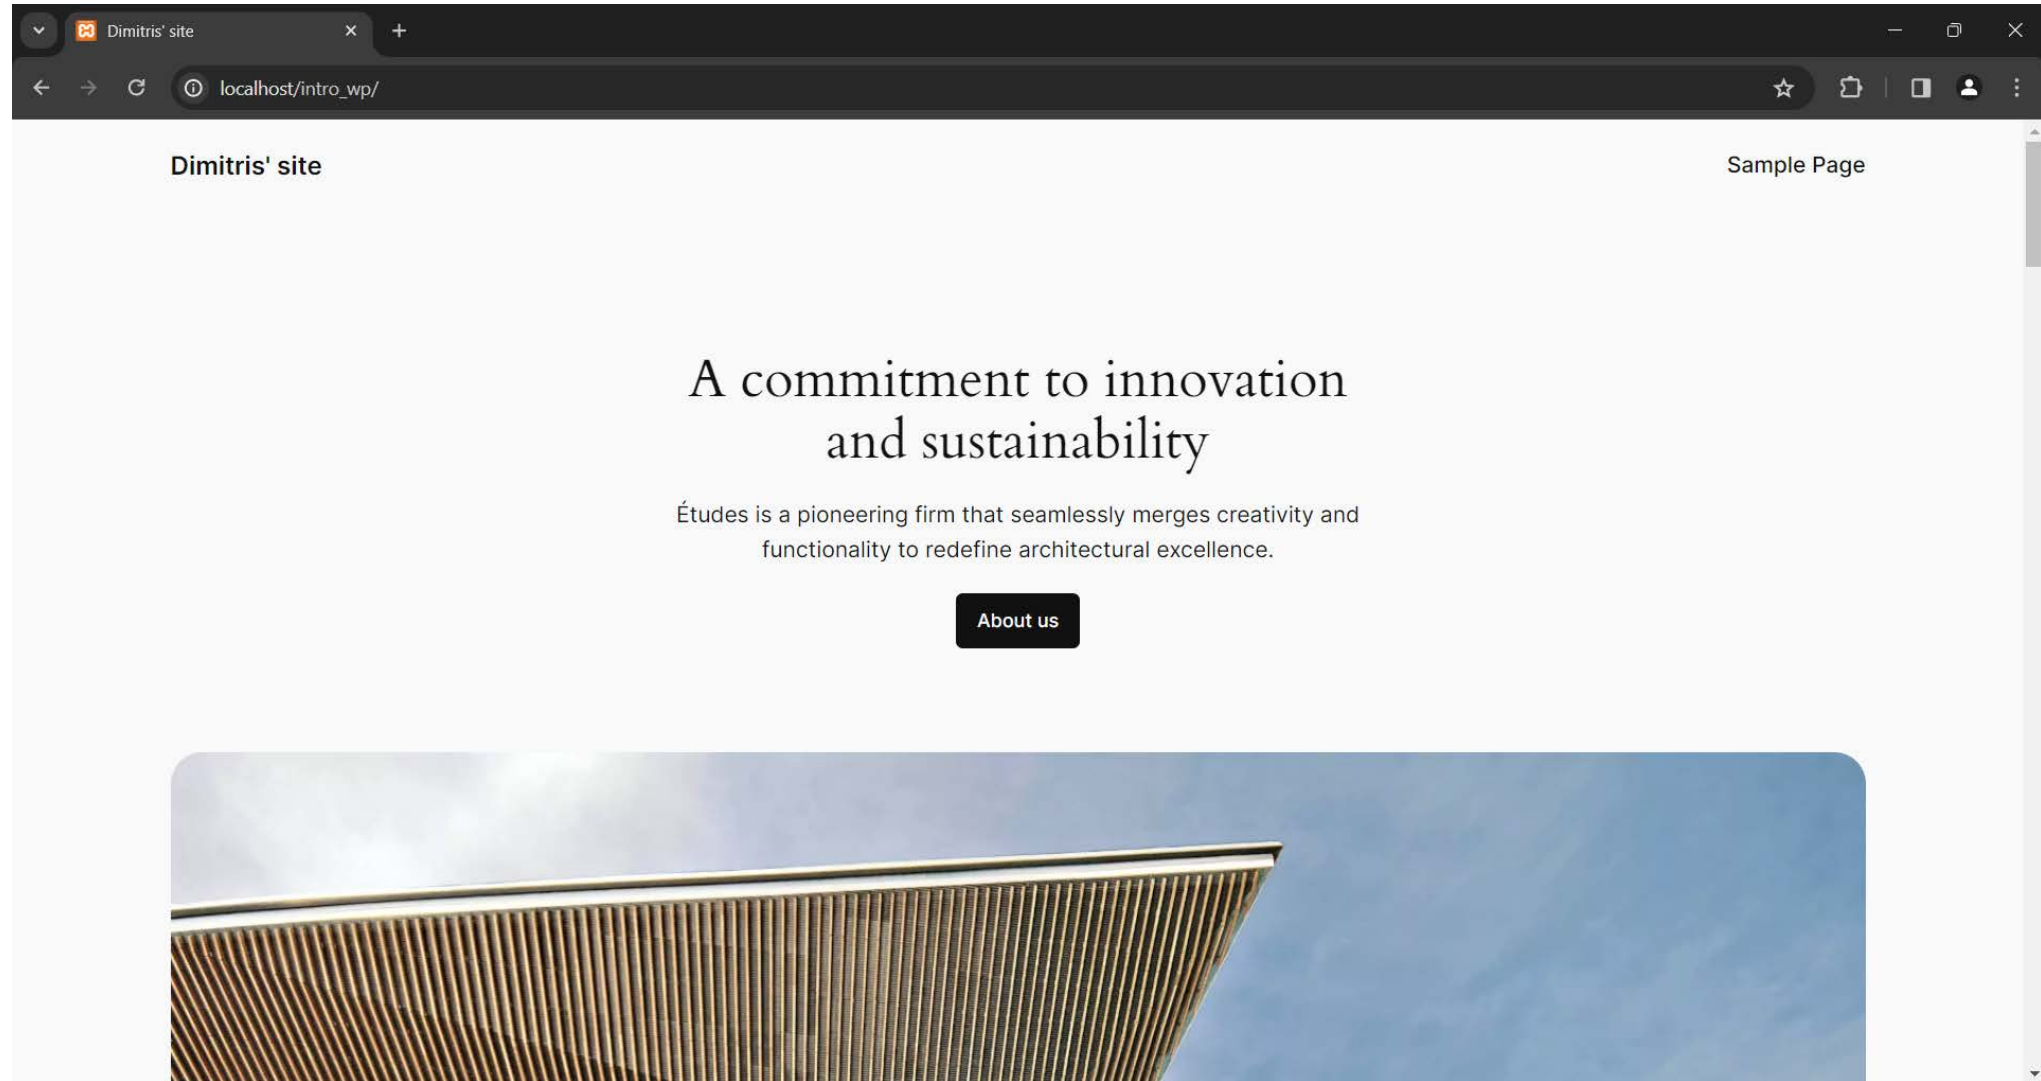 Dimitris' site
localhost/intro_wp/
Dimitris' site
Sample Page
A commitment to innovation
and sustainability
Études is a pioneering firm that seamlessly merges creativity and
functionality to redefine architectural excellence.
About us